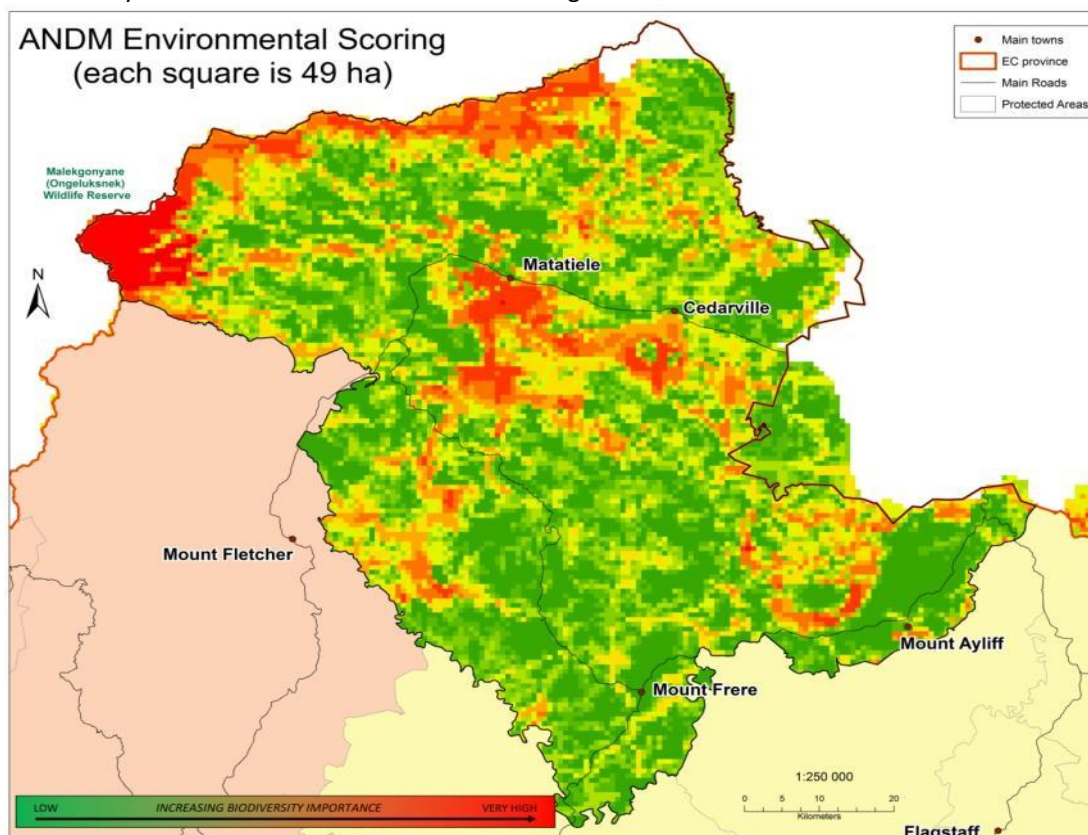 ANDM Environmental Scoring
(each square is 49 ha)
Main towns
EC province
Main Roads
Protected Areas
Malekgonyane
(Ongeluksnek)
Wildlife Reserve
N
Matatiele
Cedarville
Mount Fletcher
Mount Ayliff
Mount Frere
1:250 000
0 5 10 20
Kilometers
LOW INCREASING BIODIVERSITY IMPORTANCE VERY HIGH
Flagstaff